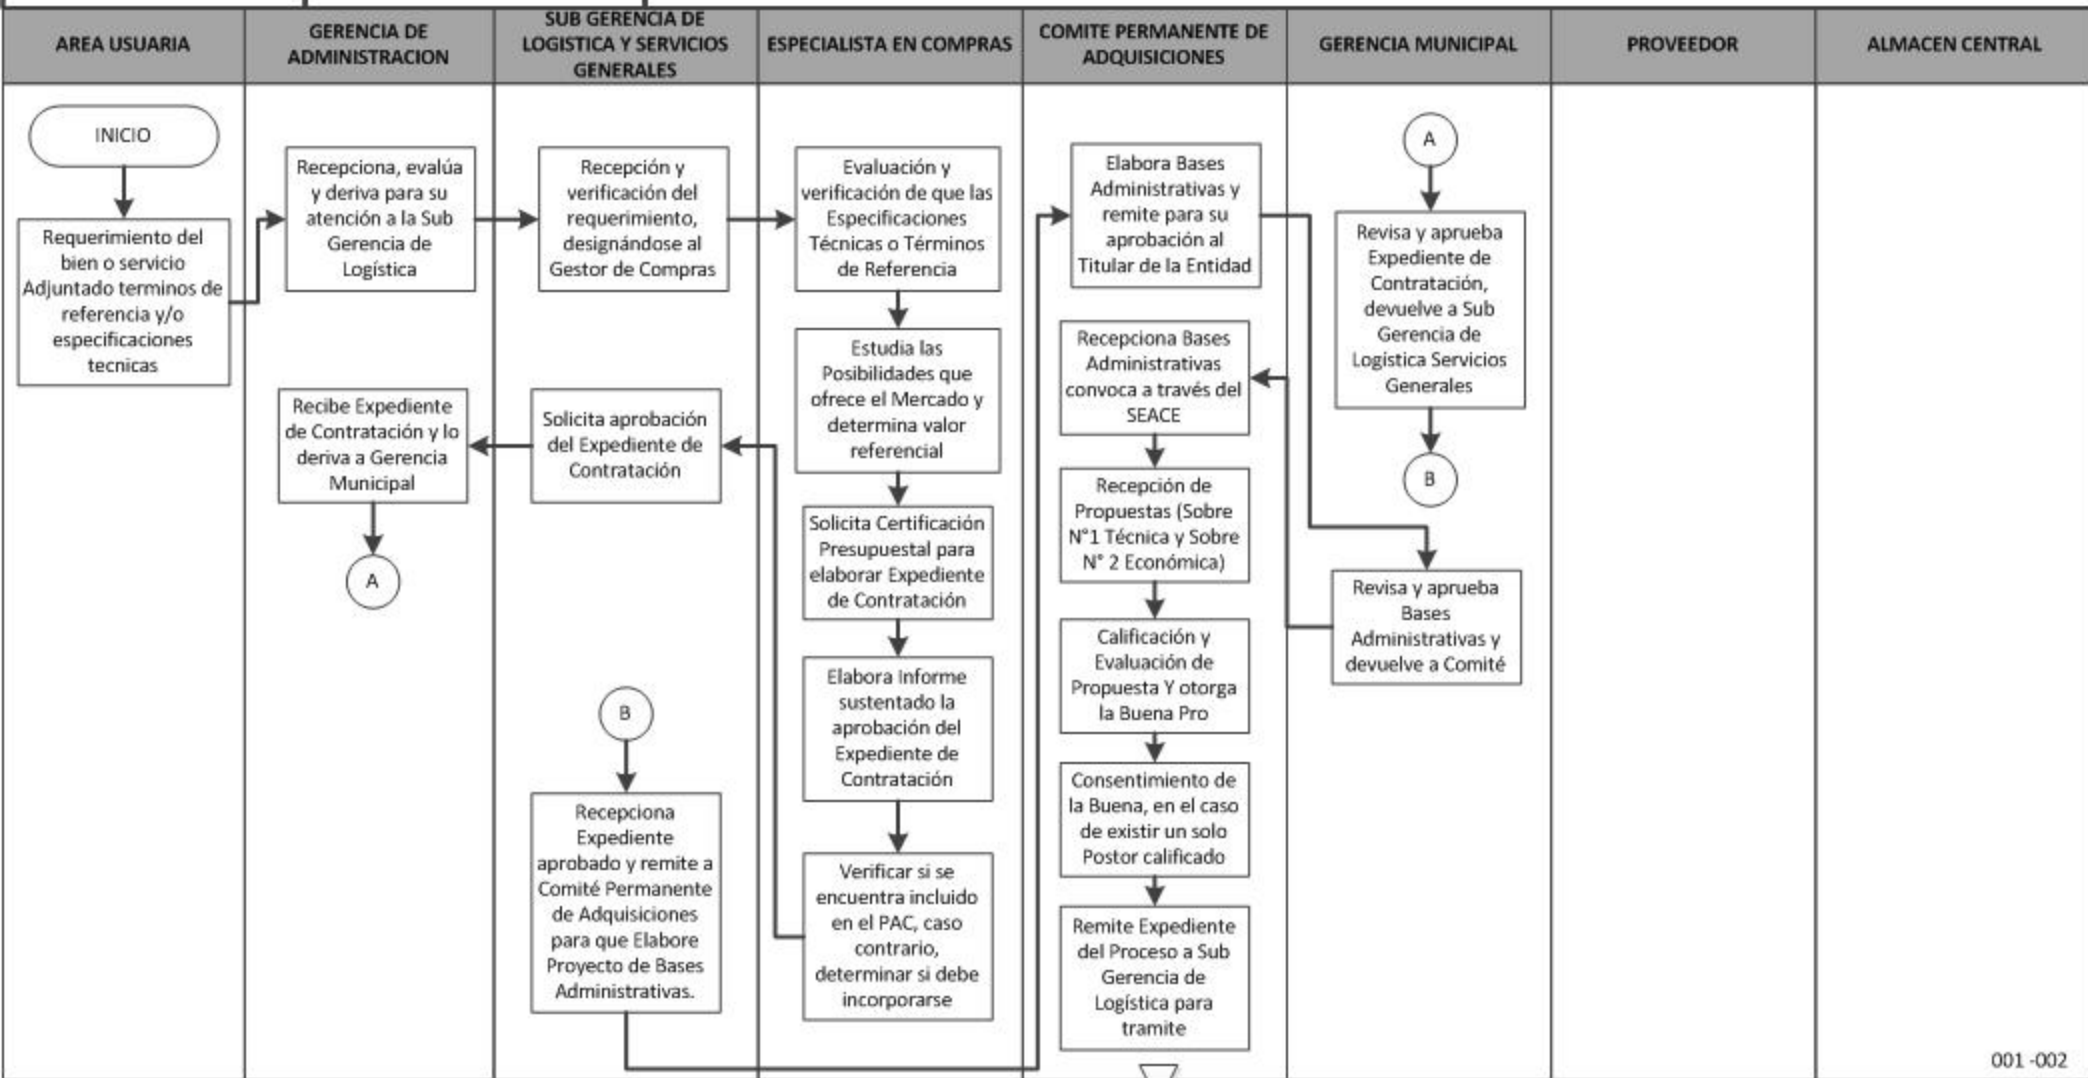 AREA USUARIA
GERENCIA DE
ADMINISTRACION
SUB GERENCIA DE
LOGISTICA Y SERVICIOS
GENERALES
ESPECIALISTA EN COMPRAS
COMITE PERMANENTE DE
ADQUISICIONES
GERENCIA MUNICIPAL
PROVEEDOR
ALMACEN CENTRAL
INICIO
Requerimiento del
bien o servicio
Adjuntado terminos de
referencia y/o
especificaciones
tecnicas
Recepciona, evalúa
y deriva para su
atención a la Sub
Gerencia de
Logística
Recibe Expediente
de Contratación y lo
deriva a Gerencia
Municipal
A
Recepción y
verificación del
requerimiento,
designándose al
Gestor de Compras
Solicita aprobación
del Expediente de
Contratación
B
Recepciona
Expediente
aprobado y remite a
Comité Permanente
de Adquisiciones
para que Elabore
Proyecto de Bases
Administrativas.
Evaluación y
verificación de que las
Especificaciones
Técnicas o Términos
de Referencia
Estudia las
Posibilidades que
ofrece el Mercado y
determina valor
referencial
Solicita Certificación
Presupuestal para
elaborar Expediente
de Contratación
Elabora Informe
sustentado la
aprobación del
Expediente de
Contratación
Verificar si se
encuentra incluido
en el PAC, caso
contrario,
determinar si debe
incorporarse
Elabora Bases
Administrativas y
remite para su
aprobación al
Titular de la Entidad
Recepciona Bases
Administrativas
convoca a través del
SEACE
Recepción de
Propuestas (Sobre
N°1 Técnica y Sobre
N° 2 Económica)
Calificación y
Evaluación de
Propuesta Y otorga
la Buena Pro
Consentimiento de
la Buena, en el caso
de existir un solo
Postor calificado
Remite Expediente
del Proceso a Sub
Gerencia de
Logística para
tramite
A
Revisa y aprueba
Expediente de
Contratación,
devuelve a Sub
Gerencia de
Logística Servicios
Generales
B
Revisa y aprueba
Bases
Administrativas y
devuelve a Comité
001 -002